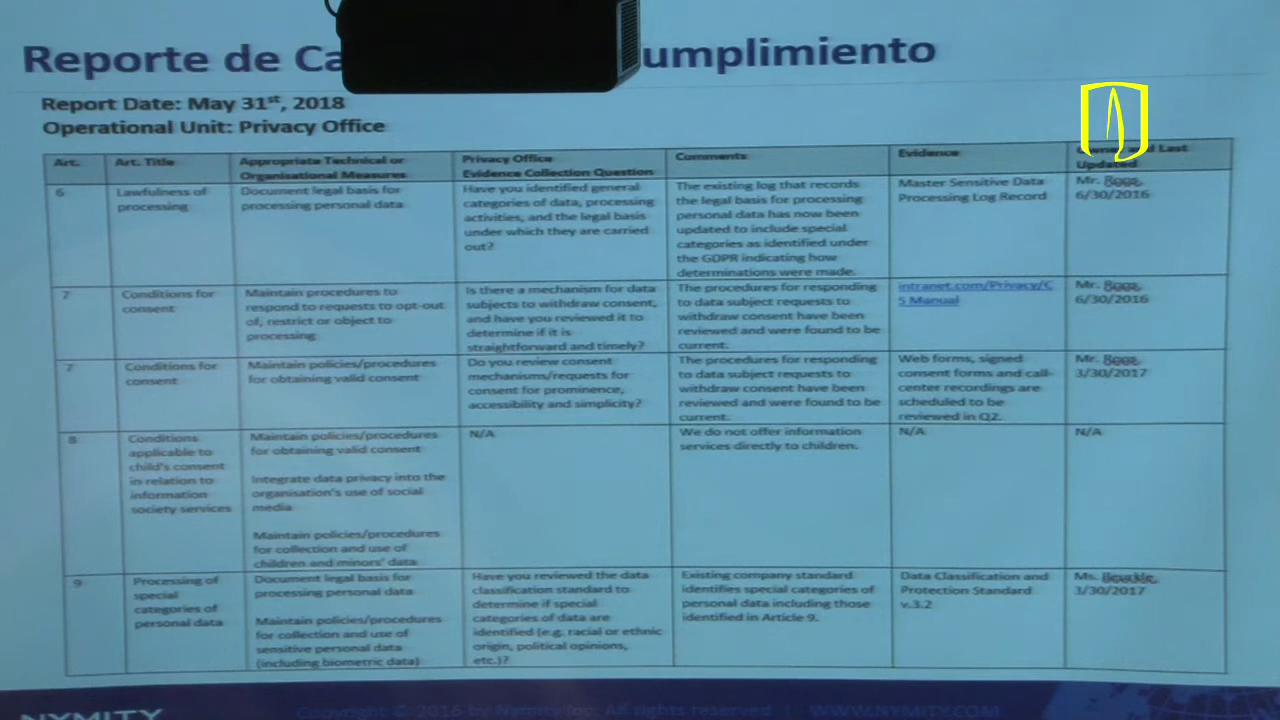 Reporte de Ca umplimiento
Report Date: May 31st, 2018
Operational Unit: Privacy Office
Art.
Art. Title
Appropriate Technical or
Organisational Measures
Privacy Office
Evidence Collection Question
Comments
Evidence
and Last
Updated
6
Lawfulness of
processing
Document legal basis for
processing personal data
Have you identified general
categories of data, processing
activities, and the legal basis
under which they are carried
out?
The existing log that records
the legal basis for processing
personal data has now been
updated to include special
categories as identified under
the GDPR indicating how
determinations were made.
Master Sensitive Data
Processing Log Record
Mr.
6/30/2016
7
Conditions for
consent
Maintain procedures to
respond to requests to opt-out
of, restrict or object to
processing
Is there a mechanism for data
subjects to withdraw consent,
and have you reviewed it to
determine if it is
straightforward and timely?
The procedures for responding
to data subject requests to
withdraw consent have been
reviewed and were found to be
current.
intranet.com/Privacy/C
S Manual
Mr.
6/30/2016
7
Conditions for
consent
Maintain policies/procedures
for obtaining valid consent
Do you review consent
mechanisms/requests for
consent for prominence,
accessibility and simplicity?
The procedures for responding
to data subject requests to
withdraw consent have been
reviewed and were found to be
current.
Web forms, signed
consent forms and call-
center recordings are
scheduled to be
reviewed in Q2.
Mr.
3/30/2017
8
Conditions
applicable to
child's consent
in relation to
information
society services
Maintain policies/procedures
for obtaining valid consent
Integrate data privacy into the
organisation's use of social
media
Maintain policies/procedures
for collection and use of
children and minors' data
N/A
We do not offer information
services directly to children.
N/A
N/A
9
Processing of
special
categories of
personal data
Document legal basis for
processing personal data
Maintain policies/procedures
for collection and use of
sensitive personal data
(including biometric data)
Have you reviewed the data
classification standard to
determine if special
categories of data are
identified (e.g. racial or ethnic
origin, political opinions,
etc.)?
Existing company standard
identifies special categories of
personal data including those
identified in Article 9.
Data Classification and
Protection Standard
v.3.2
Ms.
3/30/2017
NYMITY
Copyright © 2016 by Nymity Inc. All rights reserved. | WWW.NYMITY.COM